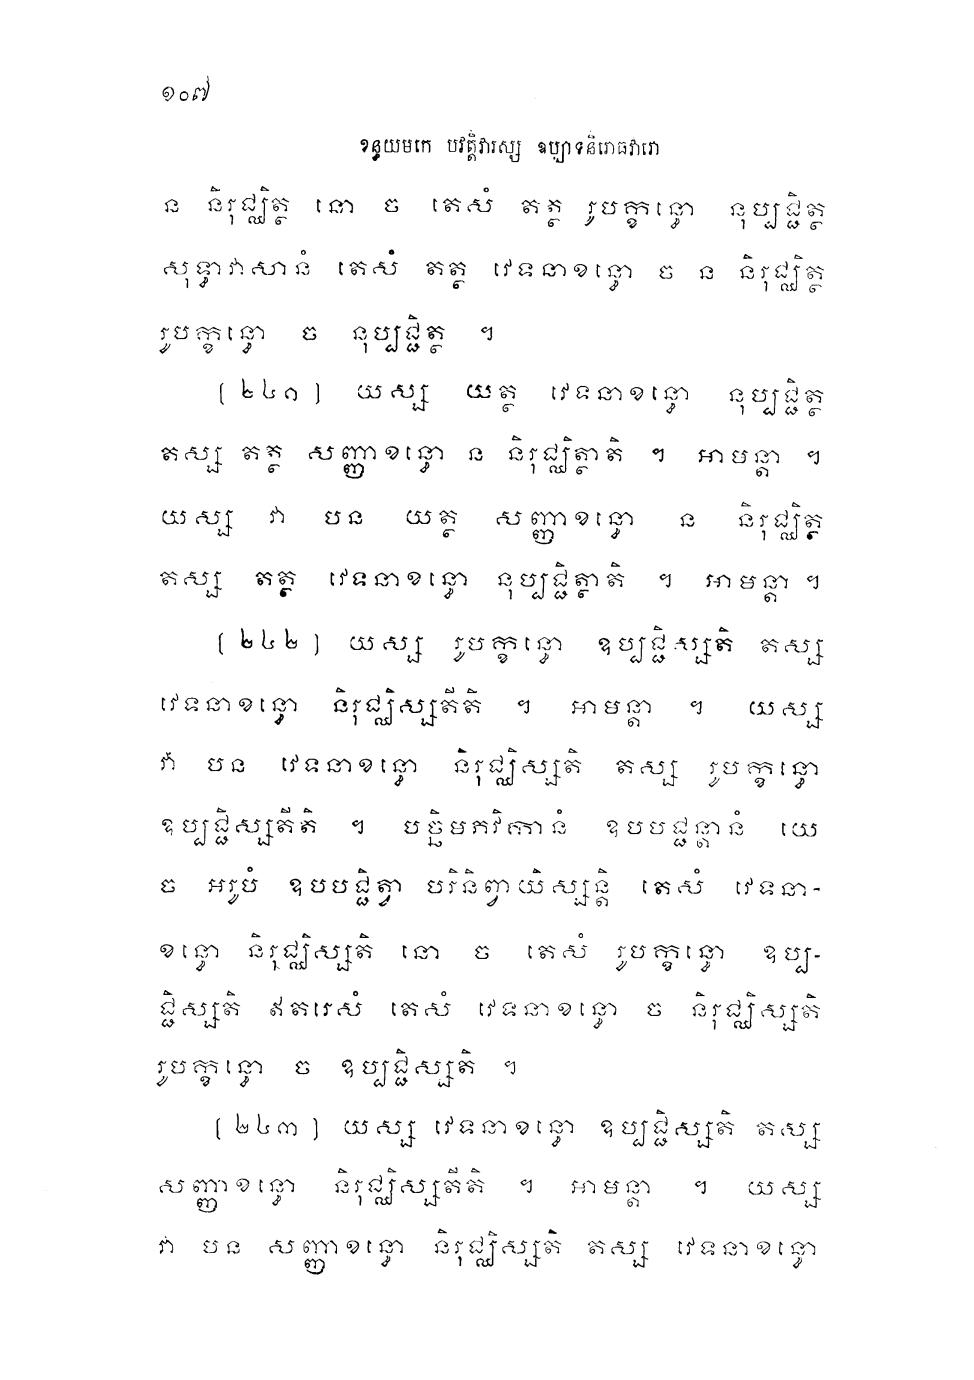 ១០៧
ខន្ធយមកេ បវត្តិវារស្ស ឧប្បាទនិរោធវារោ
ន និរុជ្ឈិត្ថ នោ ច តេសំ តត្ថ រូបក្ខន្ធោ នុប្បជ្ជិត្ថ
សុទ្ធាវាសានំ តេសំ តត្ថ វេទនាខន្ធោ ច ន និរុជ្ឈិត្ថ
រូបក្ខន្ធោ ច នុប្បជ្ជិត្ថ ។
(២៤១) យស្ស យត្ថ វេទនាខន្ធោ នុប្បជ្ជិត្ថ
តស្ស តត្ថ សញ្ញាខន្ធោ ន និរុជ្ឈិត្ថាតិ ។ អាមន្តា ។
យស្ស វា បន យត្ថ សញ្ញាខន្ធោ ន និរុជ្ឈិត្ថ
តស្ស តត្ថ វេទនាខន្ធោ នុប្បជ្ជិត្ថាតិ ។ អាមន្តា ។
(២៤២) យស្ស រូបក្ខន្ធោ ឧប្បជ្ជិស្សតិ តស្ស
វេទនាខន្ធោ និរុជ្ឈិស្សតីតិ ។ អាមន្តា ។ យស្ស
វា បន វេទនាខន្ធោ និរុជ្ឈិស្សតិ តស្ស រូបក្ខន្ធោ
ឧប្បជ្ជិស្សតីតិ ។ បច្ឆិមភវិកានំ ឧបបជ្ជន្តានំ យេ
ច អរូបំ ឧបបជ្ជិត្វា បរិនិព្វាយិស្សន្តិ តេសំ វេទនា-
ខន្ធោ និរុជ្ឈិស្សតិ នោ ច តេសំ រូបក្ខន្ធោ ឧប្ប-
ជ្ជិស្សតិ ឥតរេសំ តេសំ វេទនាខន្ធោ ច និរុជ្ឈិស្សតិ
រូបក្ខន្ធោ ច ឧប្បជ្ជិស្សតិ ។
(២៤៣) យស្ស វេទនាខន្ធោ ឧប្បជ្ជិស្សតិ តស្ស
សញ្ញាខន្ធោ និរុជ្ឈិស្សតីតិ ។ អាមន្តា ។ យស្ស
វា បន សញ្ញាខន្ធោ និរុជ្ឈិស្សតិ តស្ស វេទនាខន្ធោ